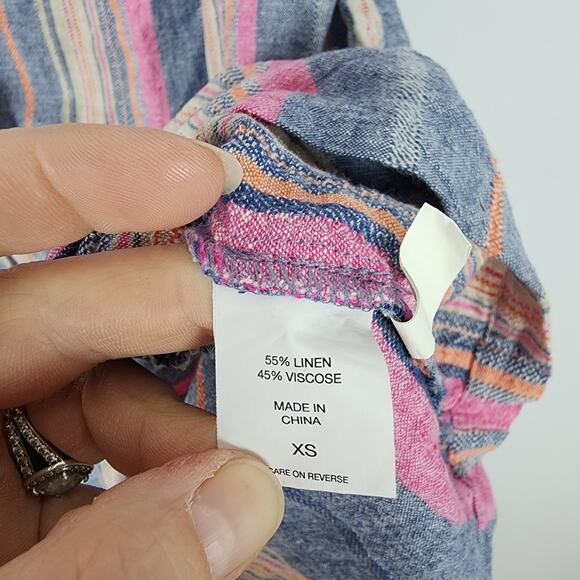 55% LINEN
45% VISCOSE
MADE IN
CHINA
XS
CARE ON REVERSE